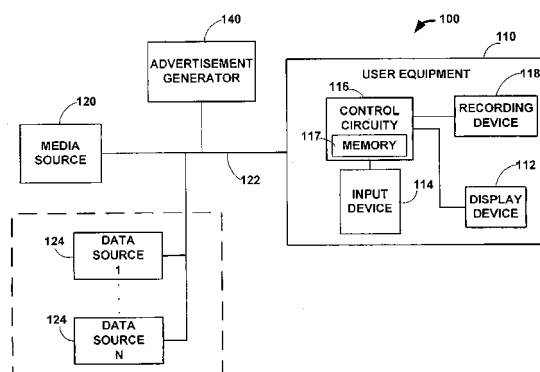 140
100
110
ADVERTISEMENT
GENERATOR
USER EQUIPMENT
116
118
120
CONTROL
CIRCUITY
RECORDING
DEVICE
MEDIA
SOURCE
117
MEMORY
122
114
112
INPUT
DEVICE
DISPLAY
DEVICE
124
DATA
SOURCE
1
124
DATA
SOURCE
N